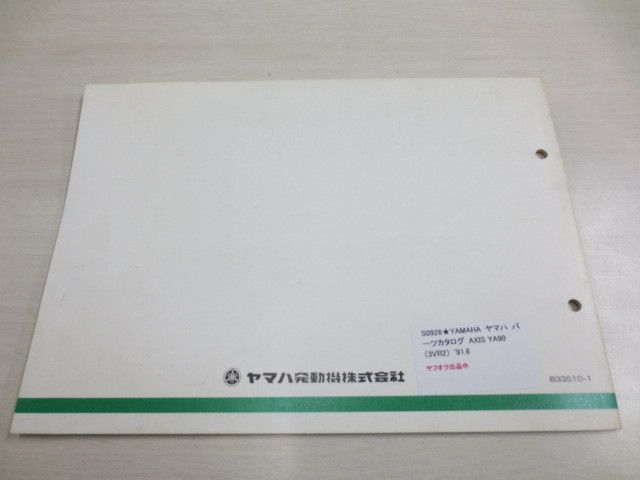 S0926★YAMAHA ヤマハ パ
ーツカタログ AXIS YA90
(3VR2) '91.6
ヤフオク出品中
ヤマハ発動機株式会社
833510-1